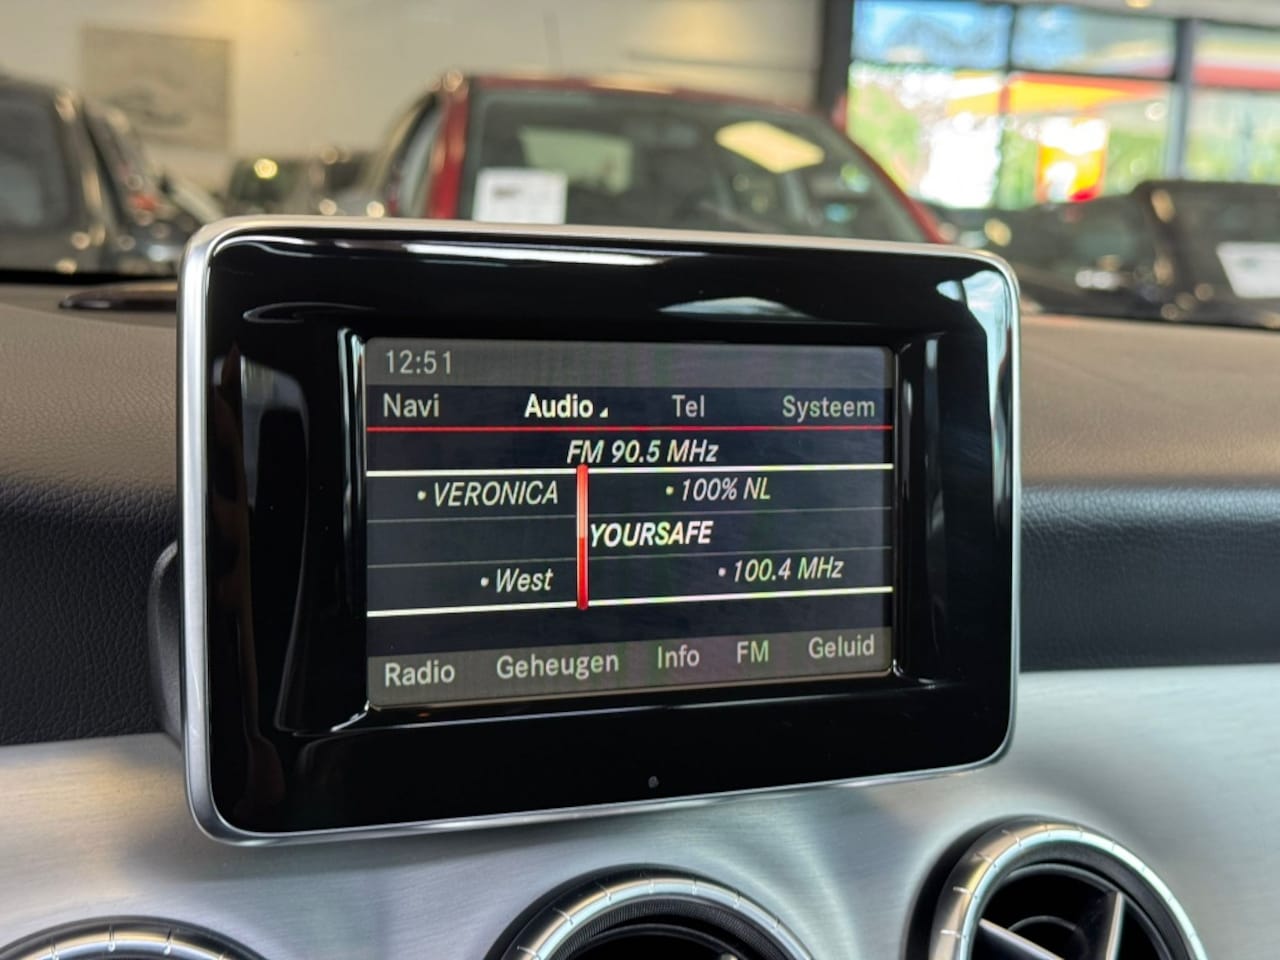 12:51
Navi Audio Tel Systeem
FM 90.5 MHz
• VERONICA • 100% NL
YOURSAFE
• West • 100.4 MHz
Radio Geheugen Info FM Geluid